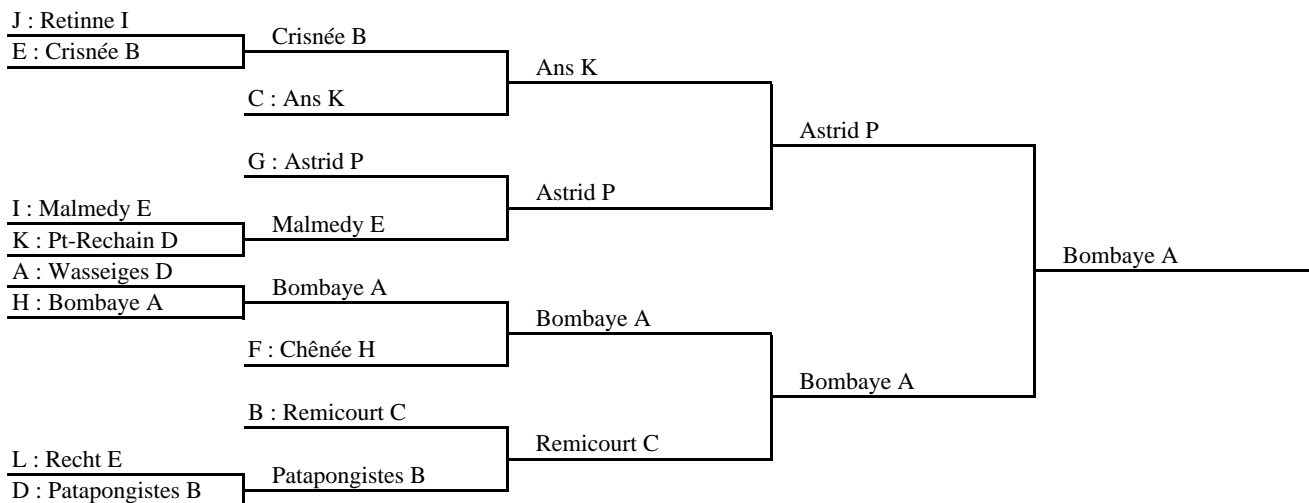 J : Retinne I
Crisnée B
E : Crisnée B
Ans K
C : Ans K
Astrid P
G : Astrid P
Astrid P
I : Malmedy E
Malmedy E
K : Pt-Rechain D
Bombaye A
A : Wasseiges D
Bombaye A
H : Bombaye A
Bombaye A
F : Chênée H
Bombaye A
B : Remicourt C
Remicourt C
L : Recht E
Patapongistes B
D : Patapongistes B